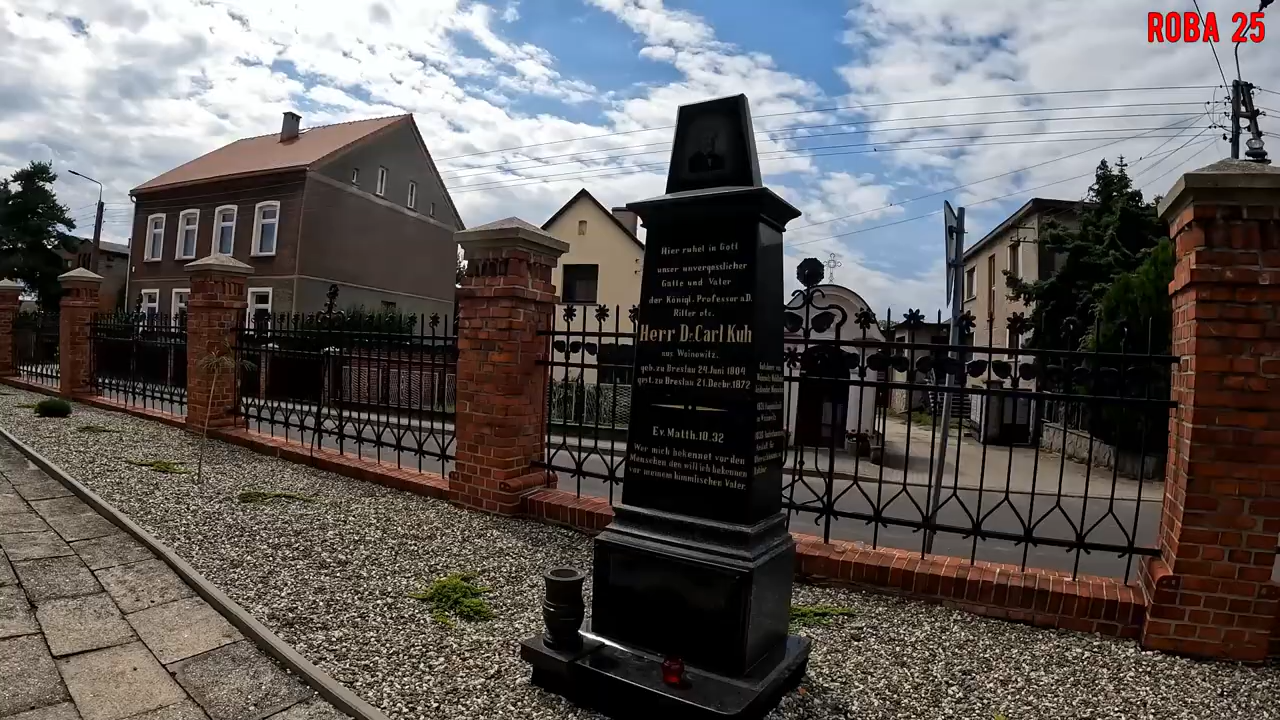 ROBA 25
Hier ruhet in Gott
unser unvergesslicher
Gatte und Vater
der Königl. Professor a.D.
Ritter etc.
Herr Dr. Carl Kuh
aus Woinowitz.
geb. zu Breslau 24. Juni 1804
gest. zu Breslau 21. Decbr. 1872
Ev. Matth. 10. 32
Wer mich bekennet vor den
Menschen den will ich bekennen
vor meinem himmlischen Vater.